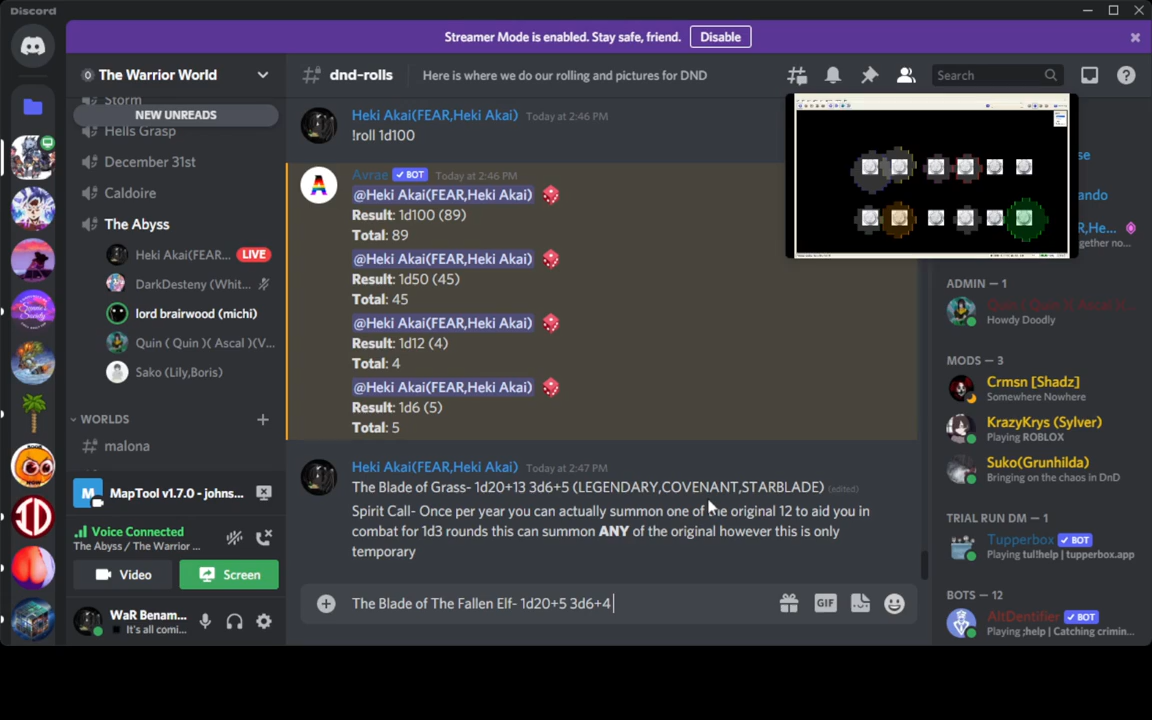 Discord
Streamer Mode is enabled. Stay safe, friend.
Disable
The Warrior World
dnd-rolls
Here is where we do our rolling and pictures for DND
Search
Storm
NEW UNREADS
Hells Grasp
December 31st
Caldoire
The Abyss
Heki Akai(FEAR...
LIVE
DarkDesteny (Whit...
lord brairwood (michi)
Quin ( Quin )( Ascal )(V...
Sako (Lily,Boris)
WORLDS
malona
MapTool v1.7.0 - johns...
Voice Connected
The Abyss / The Warrior ...
Video
Screen
WaR Benam...
It's all comi...
Heki Akai(FEAR,Heki Akai) Today at 2:46 PM
!roll 1d100
Avrae BOT Today at 2:46 PM
@Heki Akai(FEAR,Heki Akai)
Result: 1d100 (89)
Total: 89
@Heki Akai(FEAR,Heki Akai)
Result: 1d50 (45)
Total: 45
@Heki Akai(FEAR,Heki Akai)
Result: 1d12 (4)
Total: 4
@Heki Akai(FEAR,Heki Akai)
Result: 1d6 (5)
Total: 5
Heki Akai(FEAR,Heki Akai) Today at 2:47 PM
The Blade of Grass- 1d20+13 3d6+5 (LEGENDARY,COVENANT,STARBLADE) (edited)
Spirit Call- Once per year you can actually summon one of the original 12 to aid you in
combat for 1d3 rounds this can summon ANY of the original however this is only
temporary
The Blade of The Fallen Elf- 1d20+5 3d6+4
GIF
ADMIN — 1
Quin ( Quin )( Ascal )(...
Howdy Doodly
MODS — 3
Crmsn [Shadz]
Somewhere Nowhere
KrazyKrys (Sylver)
Playing ROBLOX
Suko(Grunhilda)
Bringing on the chaos in DnD
TRIAL RUN DM — 1
Tupperbox BOT
Playing tul!help | tupperbox.app
BOTS — 12
AltDentifier BOT
Playing ;help | Catching crimin...